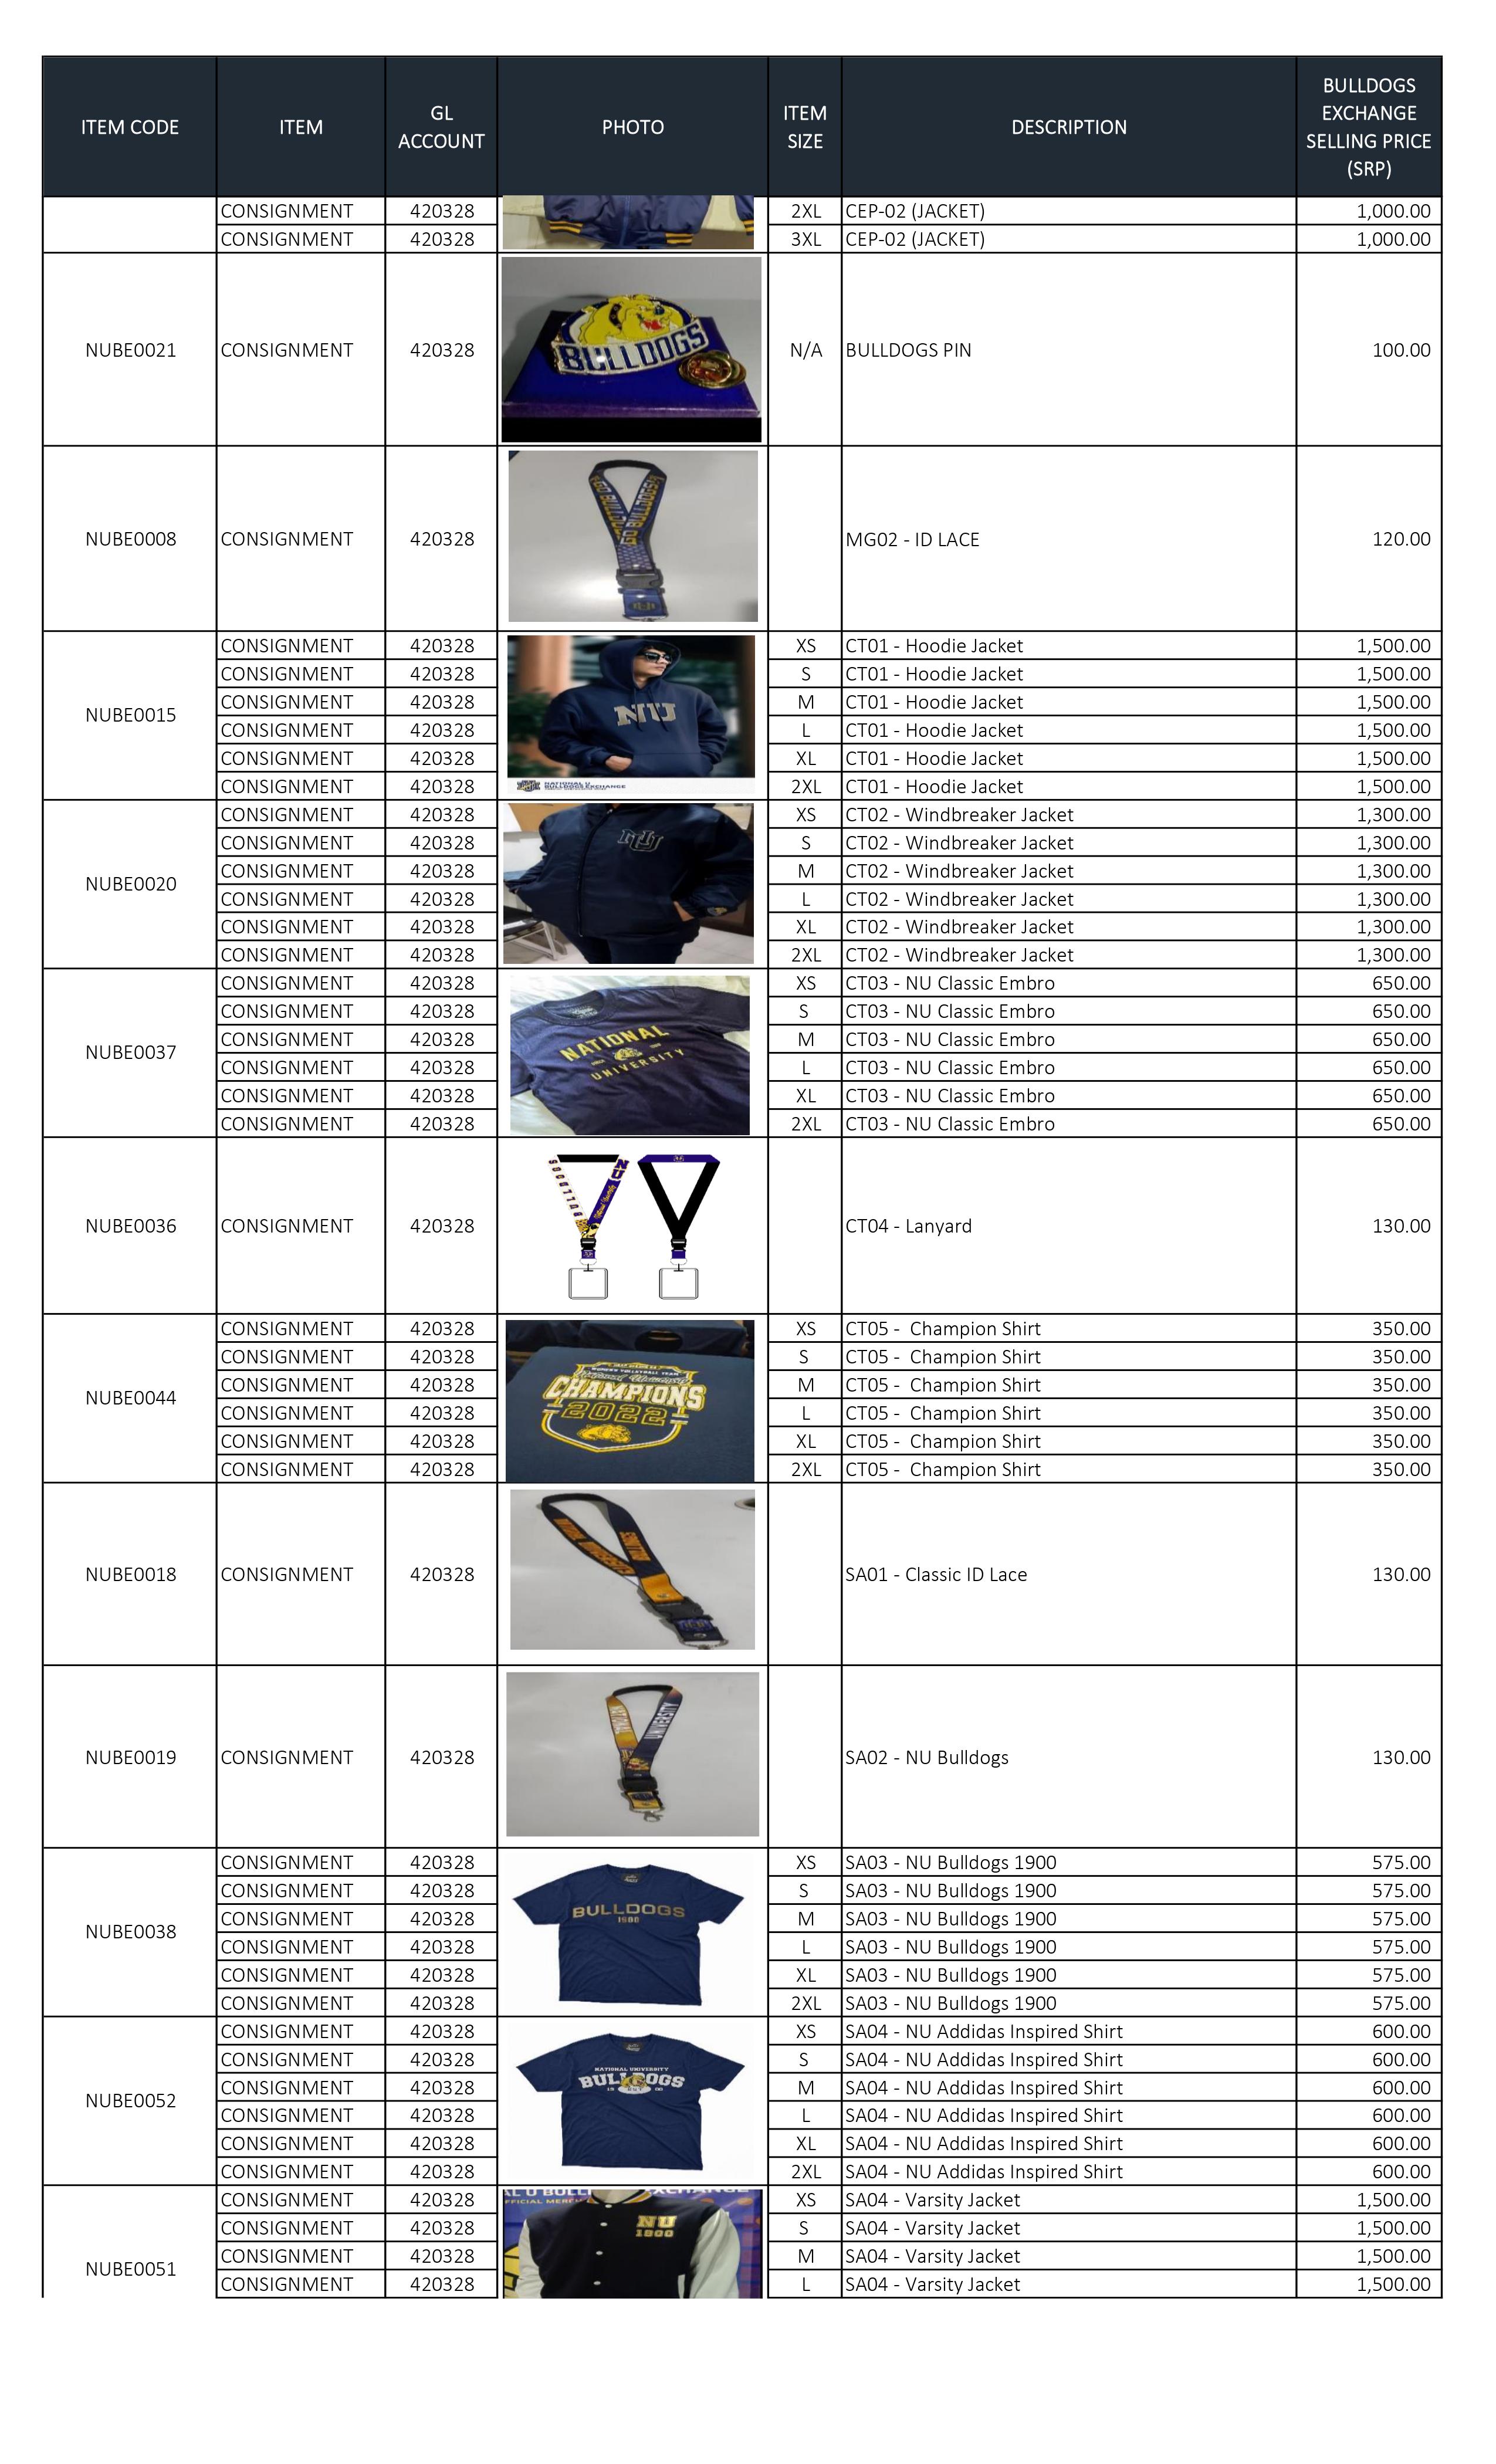 ITEM CODE ITEM GL ACCOUNT PHOTO ITEM SIZE DESCRIPTION BULLDOGS EXCHANGE SELLING PRICE (SRP)
CONSIGNMENT 420328 2XL CEP-02 (JACKET) 1,000.00
CONSIGNMENT 420328 3XL CEP-02 (JACKET) 1,000.00
BULLDOGS
NUBE0021 CONSIGNMENT 420328 N/A BULLDOGS PIN 100.00
GO BULLDOGS GO BULLDOGS
NUBE0008 CONSIGNMENT 420328 MG02 - ID LACE 120.00
NUBE0015
CONSIGNMENT 420328 XS CT01 - Hoodie Jacket 1,500.00
CONSIGNMENT 420328 S CT01 - Hoodie Jacket 1,500.00
CONSIGNMENT 420328 M CT01 - Hoodie Jacket 1,500.00
CONSIGNMENT 420328 L CT01 - Hoodie Jacket 1,500.00
CONSIGNMENT 420328 XL CT01 - Hoodie Jacket 1,500.00
CONSIGNMENT 420328 2XL CT01 - Hoodie Jacket 1,500.00
NU
NATIONAL U
BULLDOGS EXCHANGE
NUBE0020
CONSIGNMENT 420328 XS CT02 - Windbreaker Jacket 1,300.00
CONSIGNMENT 420328 S CT02 - Windbreaker Jacket 1,300.00
CONSIGNMENT 420328 M CT02 - Windbreaker Jacket 1,300.00
CONSIGNMENT 420328 L CT02 - Windbreaker Jacket 1,300.00
CONSIGNMENT 420328 XL CT02 - Windbreaker Jacket 1,300.00
CONSIGNMENT 420328 2XL CT02 - Windbreaker Jacket 1,300.00
NU
NUBE0037
CONSIGNMENT 420328 XS CT03 - NU Classic Embro 650.00
CONSIGNMENT 420328 S CT03 - NU Classic Embro 650.00
CONSIGNMENT 420328 M CT03 - NU Classic Embro 650.00
CONSIGNMENT 420328 L CT03 - NU Classic Embro 650.00
CONSIGNMENT 420328 XL CT03 - NU Classic Embro 650.00
CONSIGNMENT 420328 2XL CT03 - NU Classic Embro 650.00
NATIONAL
UNIVERSITY
NUBE0036 CONSIGNMENT 420328 CT04 - Lanyard 130.00
BULLDOGS NU
NUBE0044
CONSIGNMENT 420328 XS CT05 -  Champion Shirt 350.00
CONSIGNMENT 420328 S CT05 -  Champion Shirt 350.00
CONSIGNMENT 420328 M CT05 -  Champion Shirt 350.00
CONSIGNMENT 420328 L CT05 -  Champion Shirt 350.00
CONSIGNMENT 420328 XL CT05 -  Champion Shirt 350.00
CONSIGNMENT 420328 2XL CT05 -  Champion Shirt 350.00
WOMEN'S VOLLEYBALL TEAM
National University
CHAMPIONS
2022
NUBE0018 CONSIGNMENT 420328 SA01 - Classic ID Lace 130.00
NUBE0019 CONSIGNMENT 420328 SA02 - NU Bulldogs 130.00
UNIVERSITY
NUBE0038
CONSIGNMENT 420328 XS SA03 - NU Bulldogs 1900 575.00
CONSIGNMENT 420328 S SA03 - NU Bulldogs 1900 575.00
CONSIGNMENT 420328 M SA03 - NU Bulldogs 1900 575.00
CONSIGNMENT 420328 L SA03 - NU Bulldogs 1900 575.00
CONSIGNMENT 420328 XL SA03 - NU Bulldogs 1900 575.00
CONSIGNMENT 420328 2XL SA03 - NU Bulldogs 1900 575.00
BULLDOGS
1900
NUBE0052
CONSIGNMENT 420328 XS SA04 - NU Addidas Inspired Shirt 600.00
CONSIGNMENT 420328 S SA04 - NU Addidas Inspired Shirt 600.00
CONSIGNMENT 420328 M SA04 - NU Addidas Inspired Shirt 600.00
CONSIGNMENT 420328 L SA04 - NU Addidas Inspired Shirt 600.00
CONSIGNMENT 420328 XL SA04 - NU Addidas Inspired Shirt 600.00
CONSIGNMENT 420328 2XL SA04 - NU Addidas Inspired Shirt 600.00
NATIONAL UNIVERSITY
BULLDOGS
19 00
NUBE0051
CONSIGNMENT 420328 XS SA04 - Varsity Jacket 1,500.00
CONSIGNMENT 420328 S SA04 - Varsity Jacket 1,500.00
CONSIGNMENT 420328 M SA04 - Varsity Jacket 1,500.00
CONSIGNMENT 420328 L SA04 - Varsity Jacket 1,500.00
NU
1900